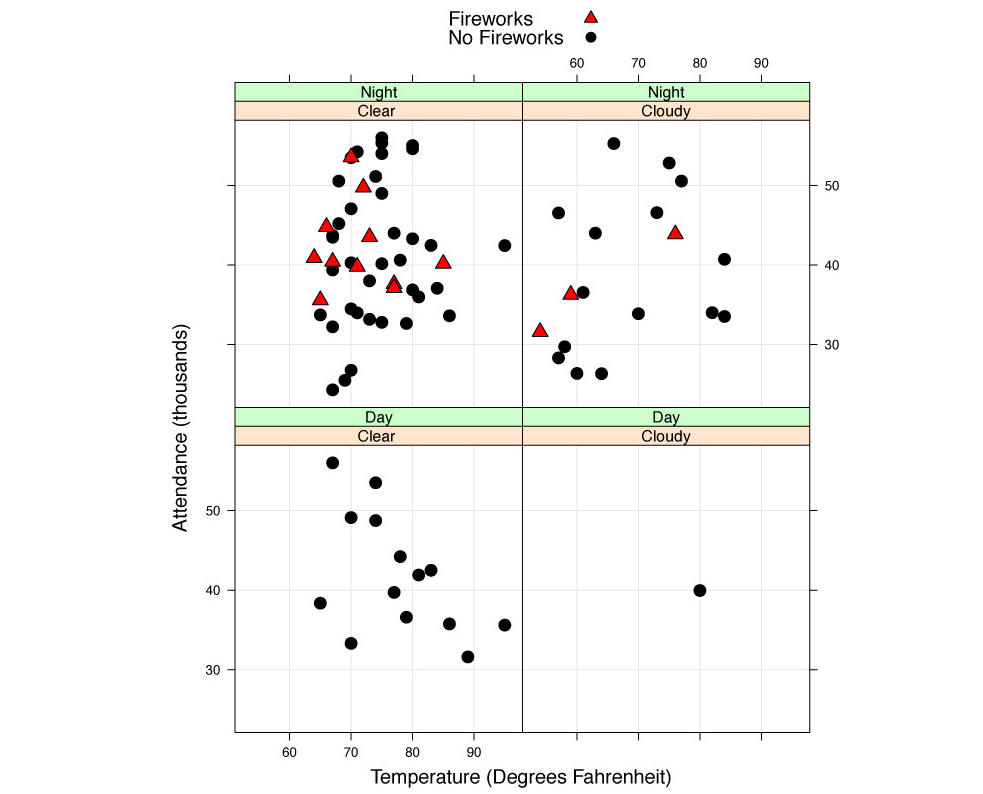 Fireworks
No Fireworks
60 70 80 90
Night Night
Clear Cloudy
50
40
30
Day Day
Clear Cloudy
50
40
30
60 70 80 90
Attendance (thousands)
Temperature (Degrees Fahrenheit)